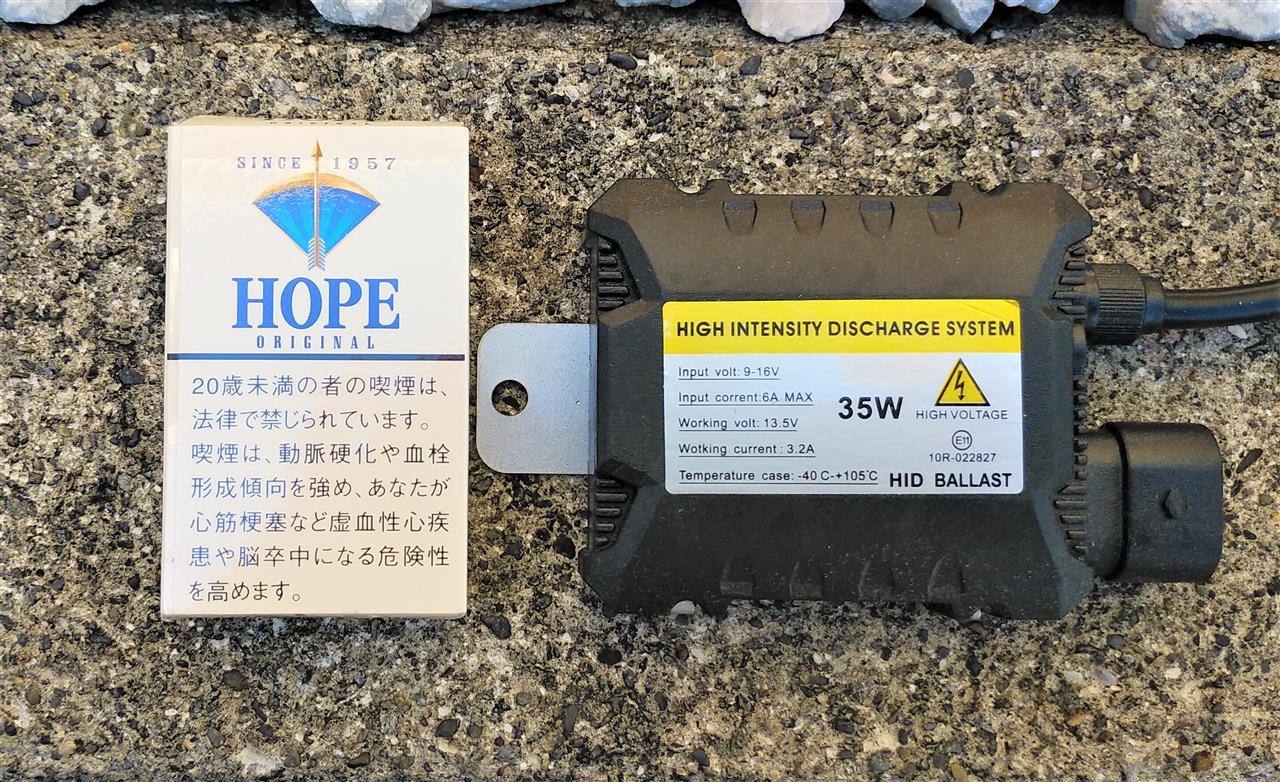 ORIGINAL
SINCE 1957
HOPE
ORIGINAL
20歳未満の者の喫煙は、
法律で禁じられています。
喫煙は、動脈硬化や血栓
形成傾向を強め、あなたが
心筋梗塞など虚血性心疾
患や脳卒中になる危険性
を高めます。
HIGH INTENSITY DISCHARGE SYSTEM
Input volt: 9-16V
Input current:6A MAX
Working volt: 13.5V
Wotking current: 3.2A
Temperature case: -40 C-+105℃
35W
HIGH VOLTAGE
E11
10R-022827
HID BALLAST